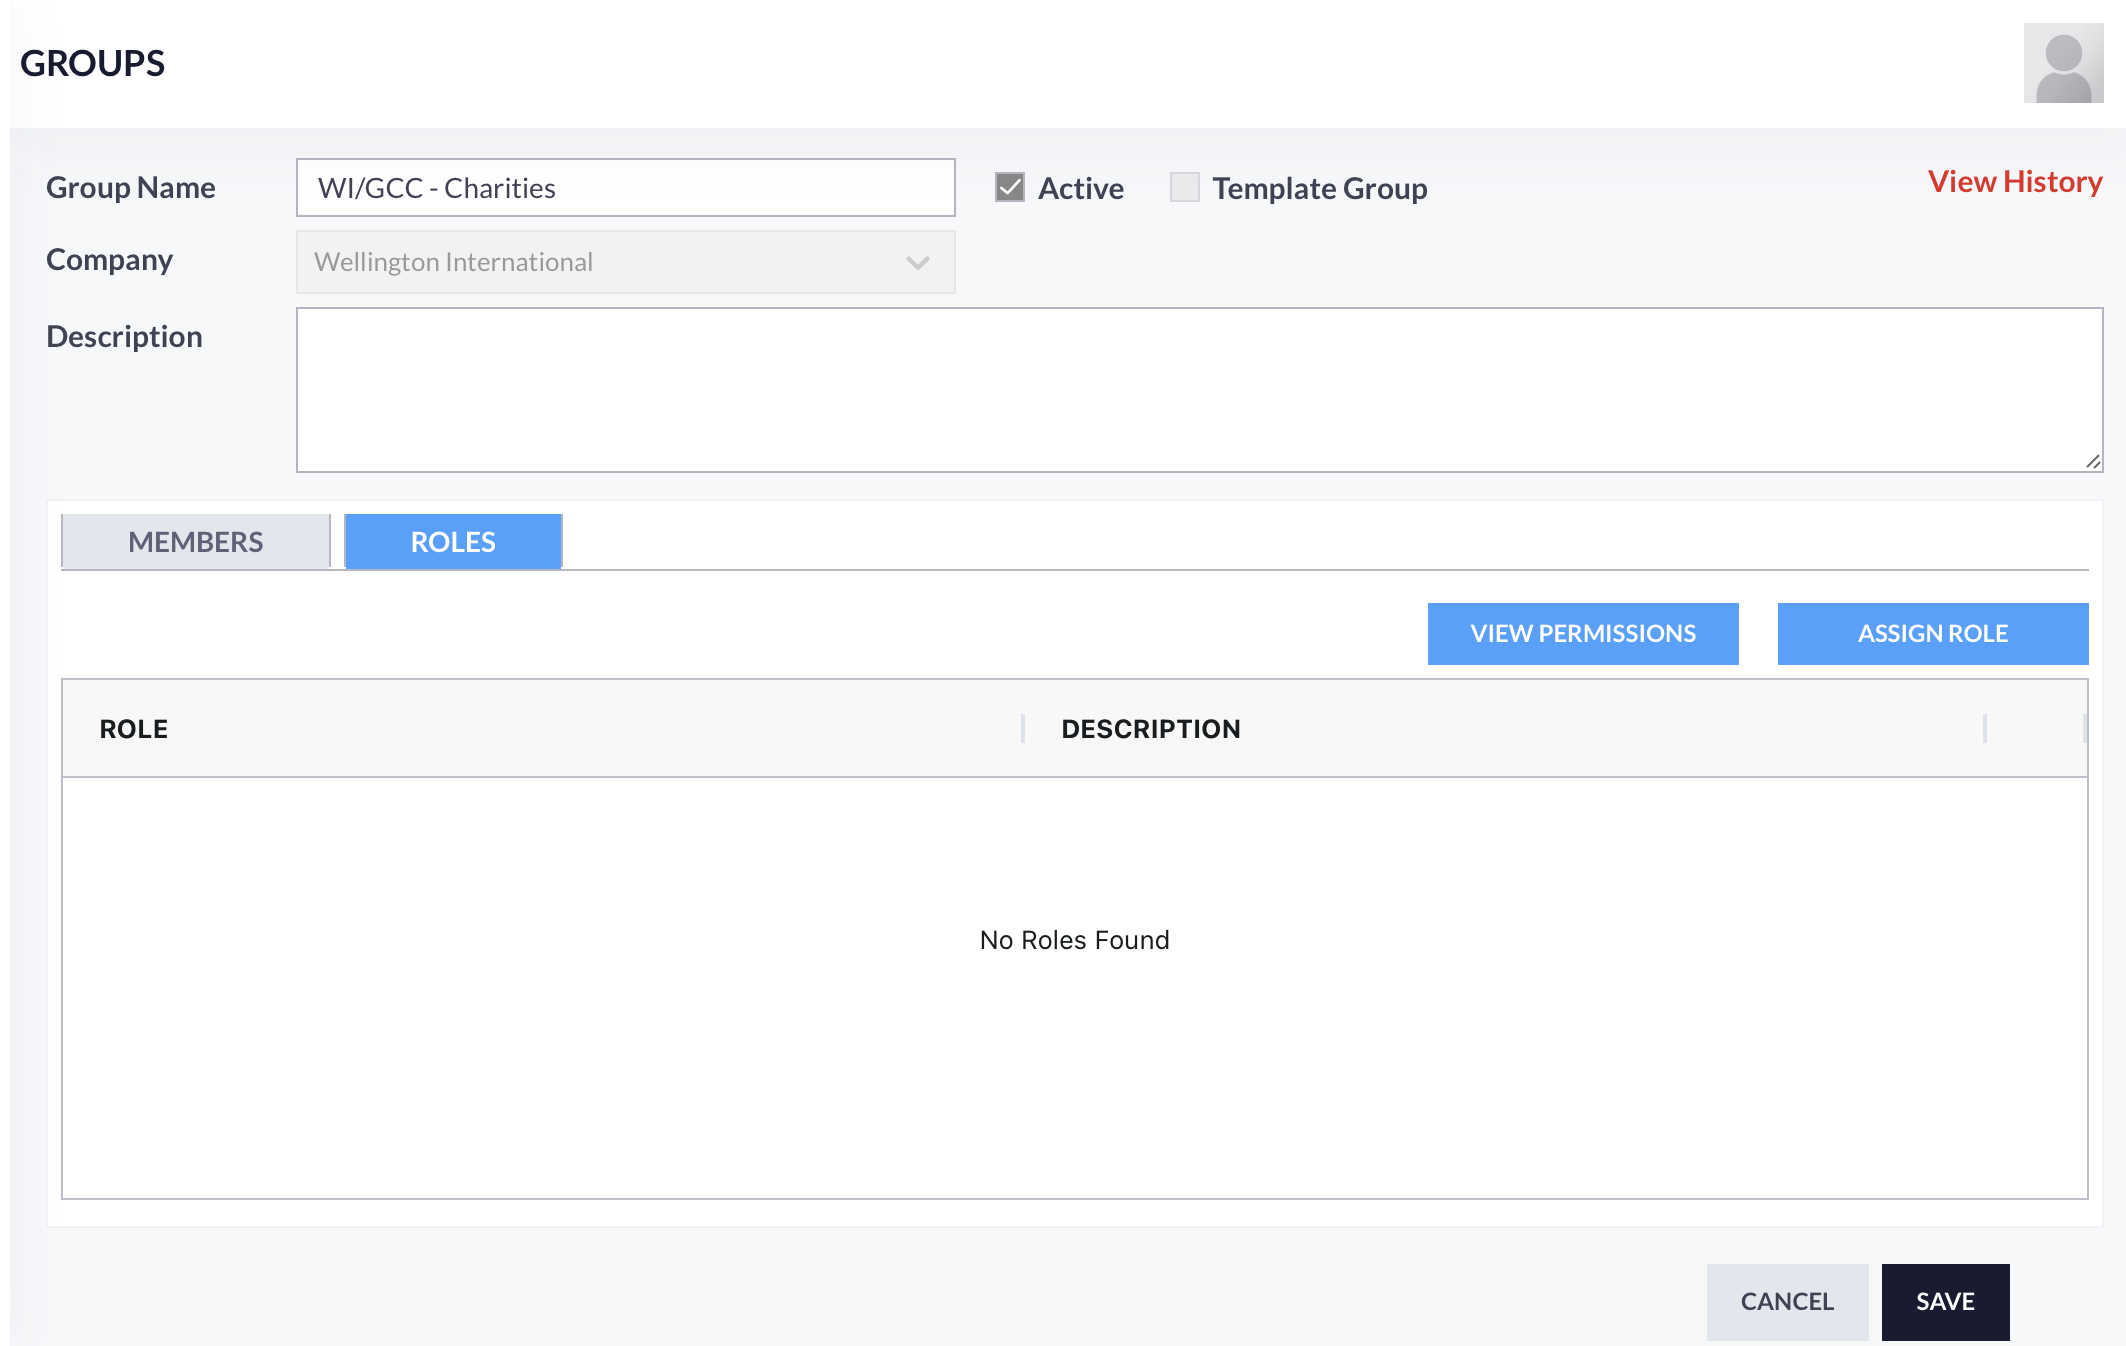 GROUPS
Group Name WI/GCC - Charities Active Template Group View History
Company Wellington International
Description
MEMBERS ROLES
VIEW PERMISSIONS ASSIGN ROLE
ROLE DESCRIPTION
No Roles Found
CANCEL SAVE